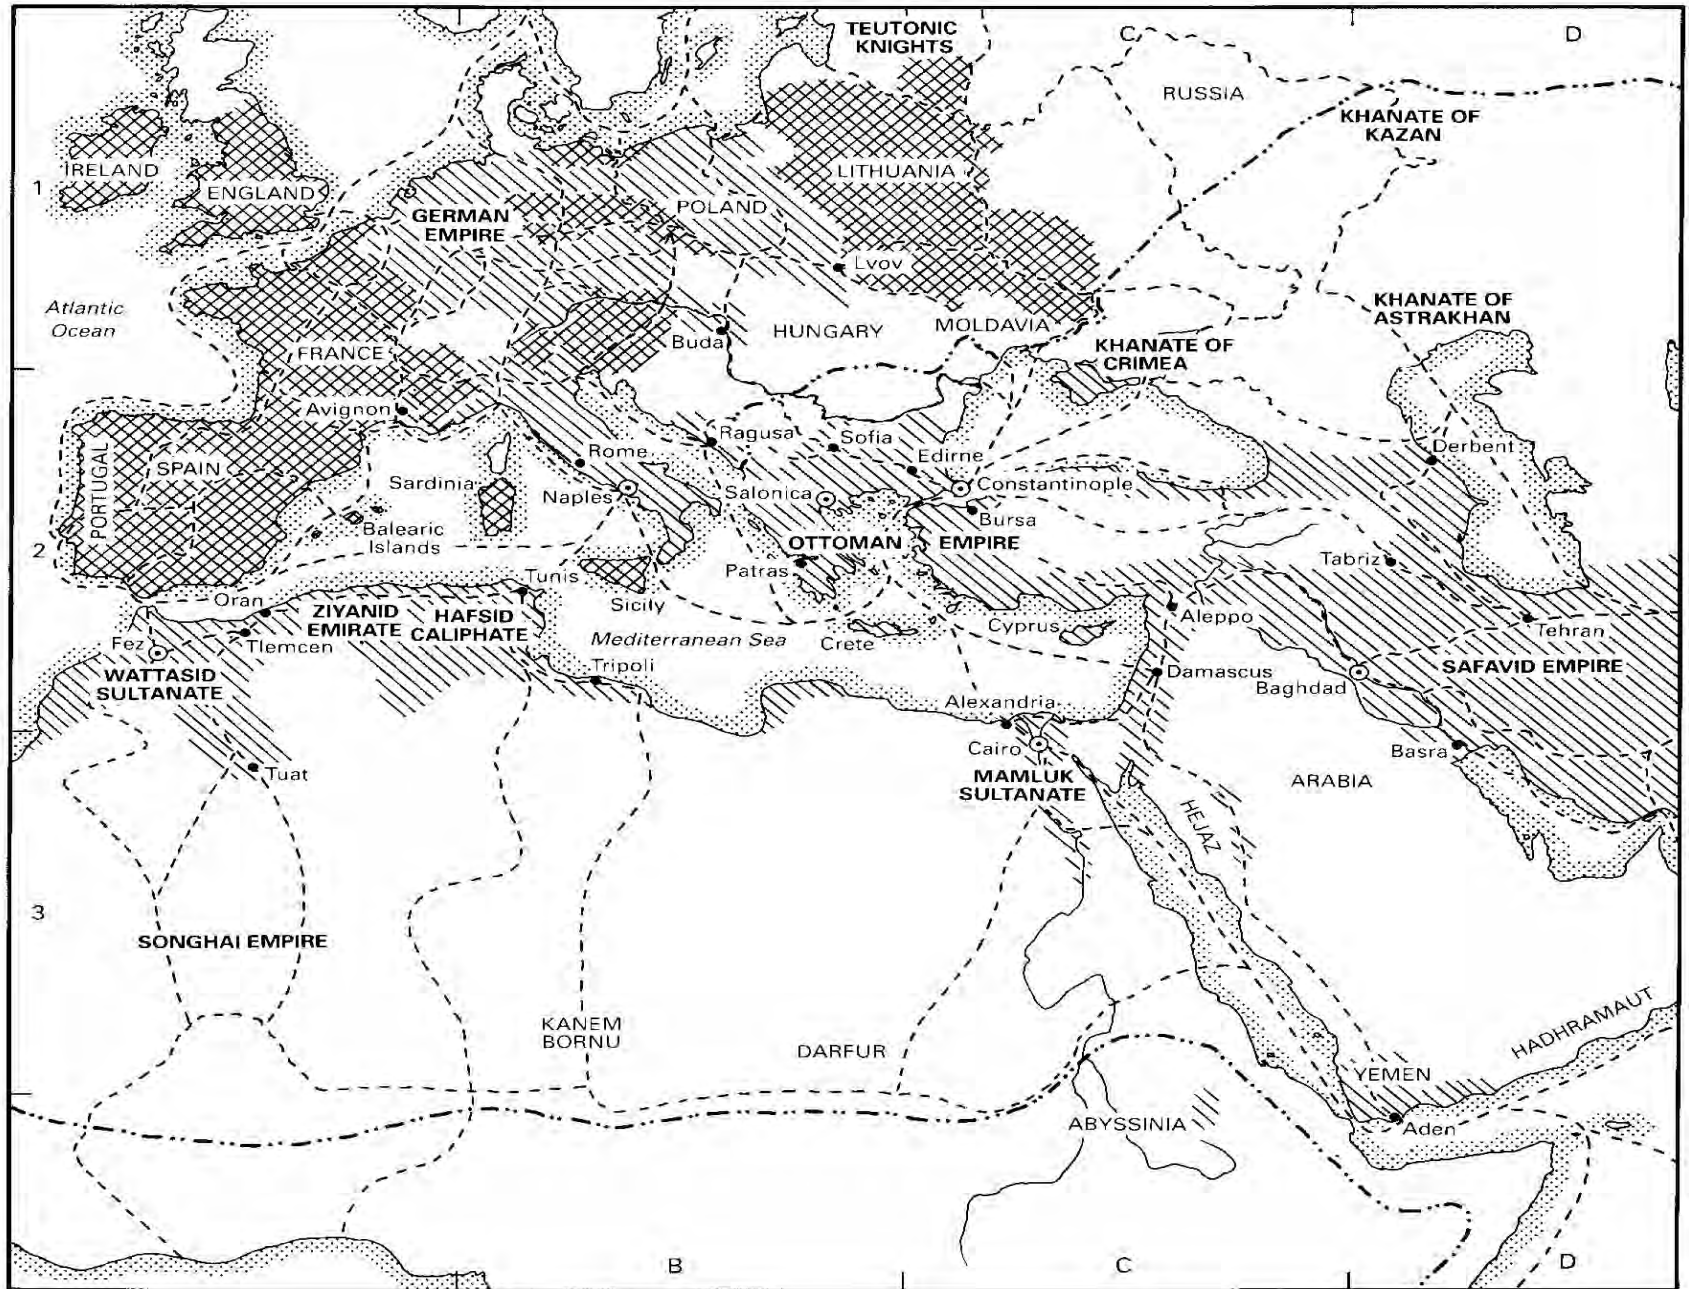 TEUTONIC
KNIGHTS
C
D
RUSSIA
KHANATE OF
KAZAN
IRELAND
1
ENGLAND
LITHUANIA
GERMAN
EMPIRE
POLAND
Lvov
Atlantic
Ocean
KHANATE OF
ASTRAKHAN
HUNGARY
MOLDAVIA
Buda
FRANCE
KHANATE OF
CRIMEA
Avignon
Ragusa
Sofia
Derbent
PORTUGAL
SPAIN
Rome
Edirne
Sardinia
Naples
Salonica
Constantinople
Bursa
Balearic
Islands
2
OTTOMAN EMPIRE
Tabriz
Tunis
Patras
Oran
ZIYANID
EMIRATE
HAFSID
CALIPHATE
Sicily
Aleppo
Fez
Tlemcen
Mediterranean Sea
Crete
Cyprus
Tehran
WATTASID
SULTANATE
Tripoli
Damascus
Baghdad
SAFAVID EMPIRE
Alexandria
Cairo
Basra
Tuat
MAMLUK
SULTANATE
ARABIA
HEJAZ
3
SONGHAI EMPIRE
KANEM
BORNU
DARFUR
HADHRAMAUT
YEMEN
ABYSSINIA
Aden
B
C
D